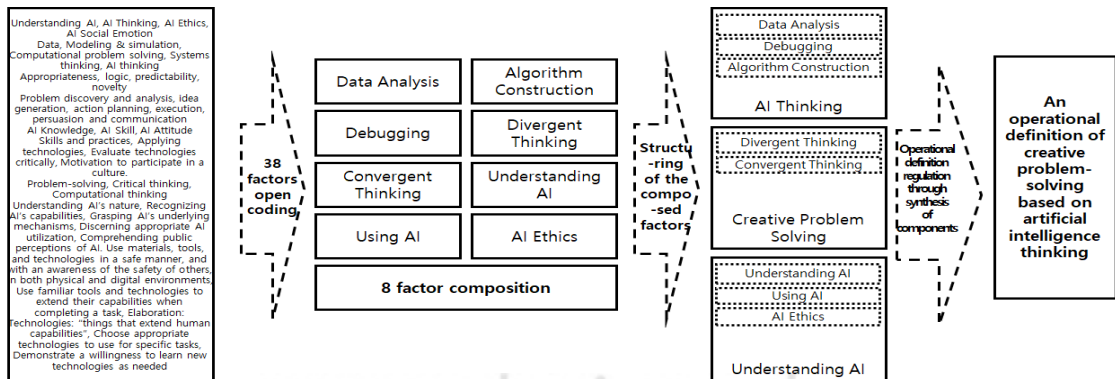 Understanding AI, AI Thinking, AI Ethics,
AI Social Emotion
Data, Modeling & simulation,
Computational problem solving, Systems
thinking, AI thinking
Appropriateness, logic, predictability,
novelty
Problem discovery and analysis, idea
generation, action planning, execution,
persuasion and communication
AI Knowledge, AI Skill, AI Attitude
Skills and practices, Applying
technologies, Evaluate technologies
critically, Motivation to participate in a
culture.
Problem-solving, Critical thinking,
Computational thinking
Understanding AI's nature, Recognizing
AI's capabilities, Grasping AI's underlying
mechanisms, Discerning appropriate AI
utilization, Comprehending public
perceptions of AI. Use materials, tools,
and technologies in a safe manner, and
with an awareness of the safety of others,
in both physical and digital environments,
Use familiar tools and technologies to
extend their capabilities when
completing a task, Elaboration:
Technologies: "things that extend human
capabilities", Choose appropriate
technologies to use for specific tasks,
Demonstrate a willingness to learn new
technologies as needed
38
factors
open
coding
Data Analysis
Algorithm
Construction
Debugging
Divergent
Thinking
Convergent
Thinking
Understanding
AI
Using AI
AI Ethics
8 factor composition
Structu
-ring
of the
compo
-sed
factors
Data Analysis
Debugging
Algorithm Construction
AI Thinking
Divergent Thinking
Convergent Thinking
Creative Problem
Solving
Understanding AI
Using AI
AI Ethics
Understanding AI
Operational
definition
regulation
through
synthesis
of
components
An
operational
definition of
creative
problem-
solving
based on
artificial
intelligence
thinking